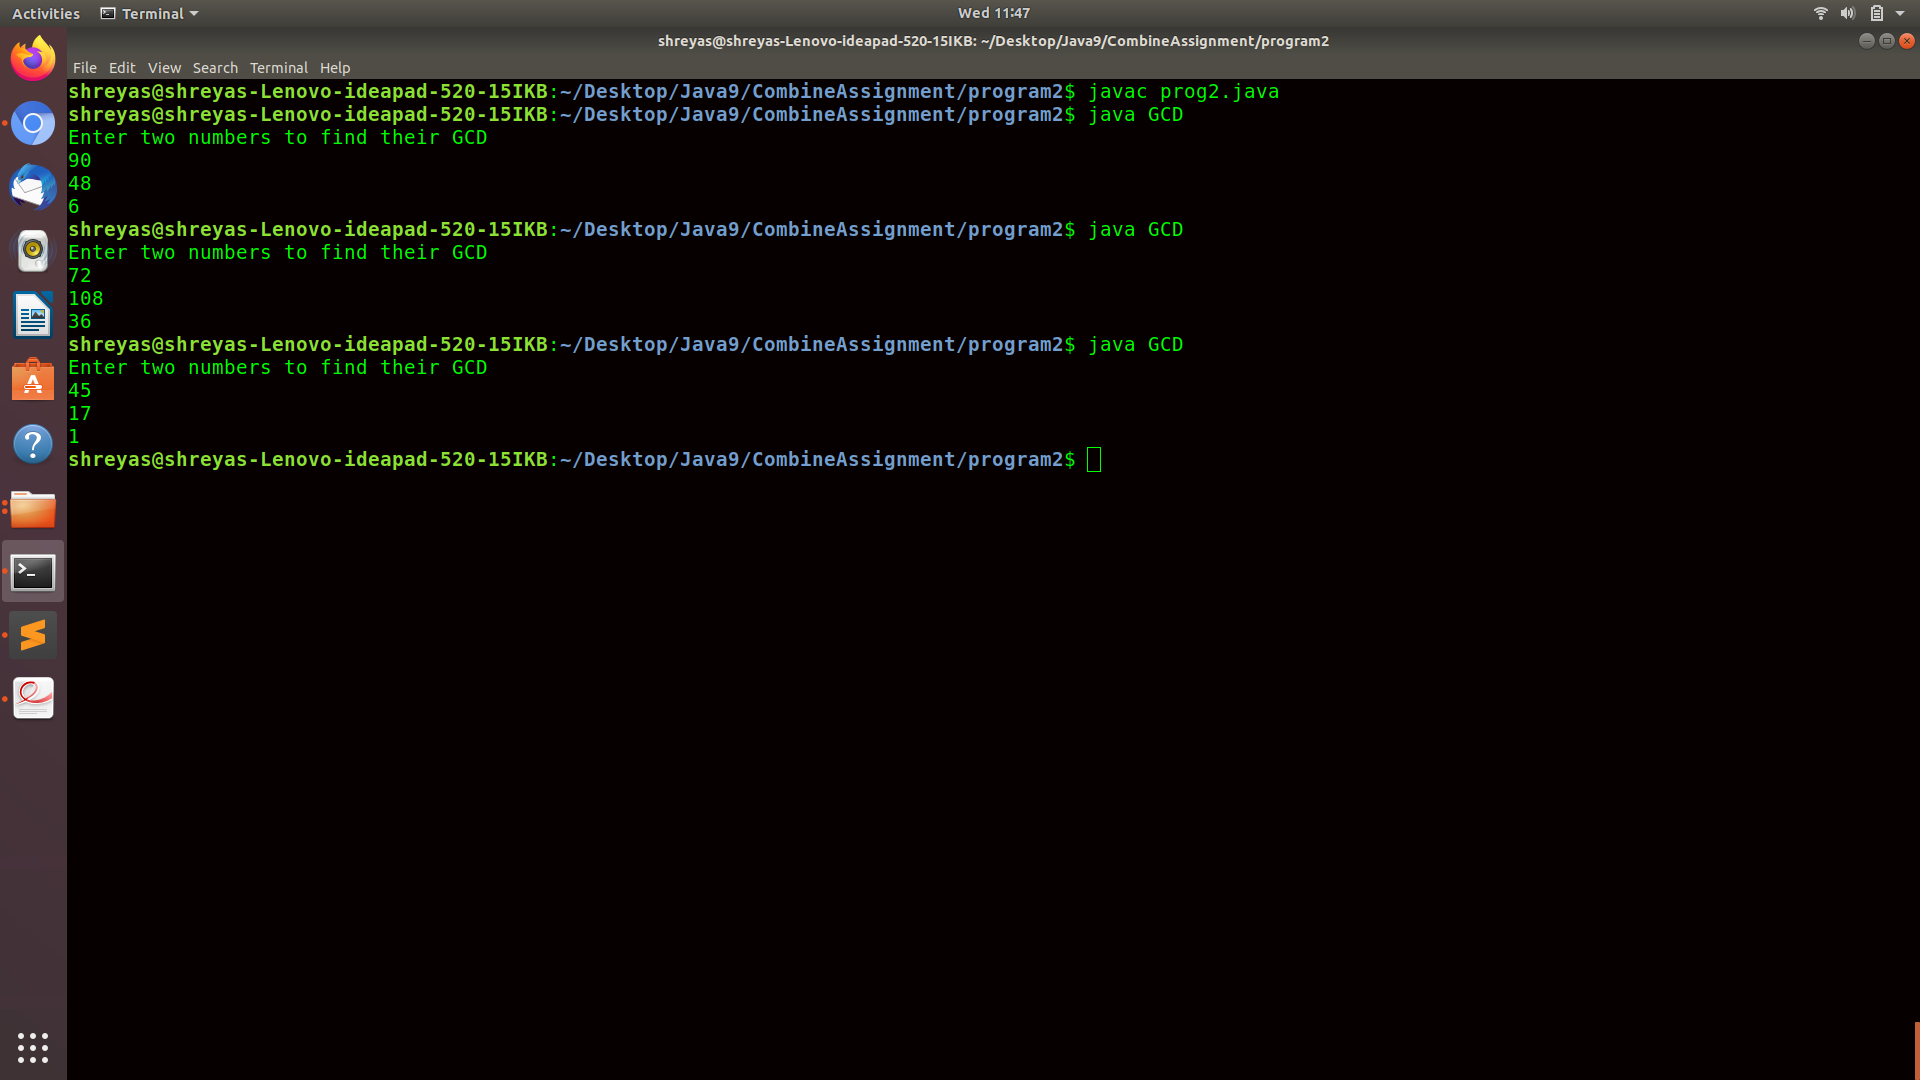 Activities Terminal Wed 11:47
shreyas@shreyas-Lenovo-ideapad-520-15IKB: ~/Desktop/Java9/CombineAssignment/program2
File Edit View Search Terminal Help
shreyas@shreyas-Lenovo-ideapad-520-15IKB:~/Desktop/Java9/CombineAssignment/program2$ javac prog2.java
shreyas@shreyas-Lenovo-ideapad-520-15IKB:~/Desktop/Java9/CombineAssignment/program2$ java GCD
Enter two numbers to find their GCD
90
48
6
shreyas@shreyas-Lenovo-ideapad-520-15IKB:~/Desktop/Java9/CombineAssignment/program2$ java GCD
Enter two numbers to find their GCD
72
108
36
shreyas@shreyas-Lenovo-ideapad-520-15IKB:~/Desktop/Java9/CombineAssignment/program2$ java GCD
Enter two numbers to find their GCD
45
17
1
shreyas@shreyas-Lenovo-ideapad-520-15IKB:~/Desktop/Java9/CombineAssignment/program2$